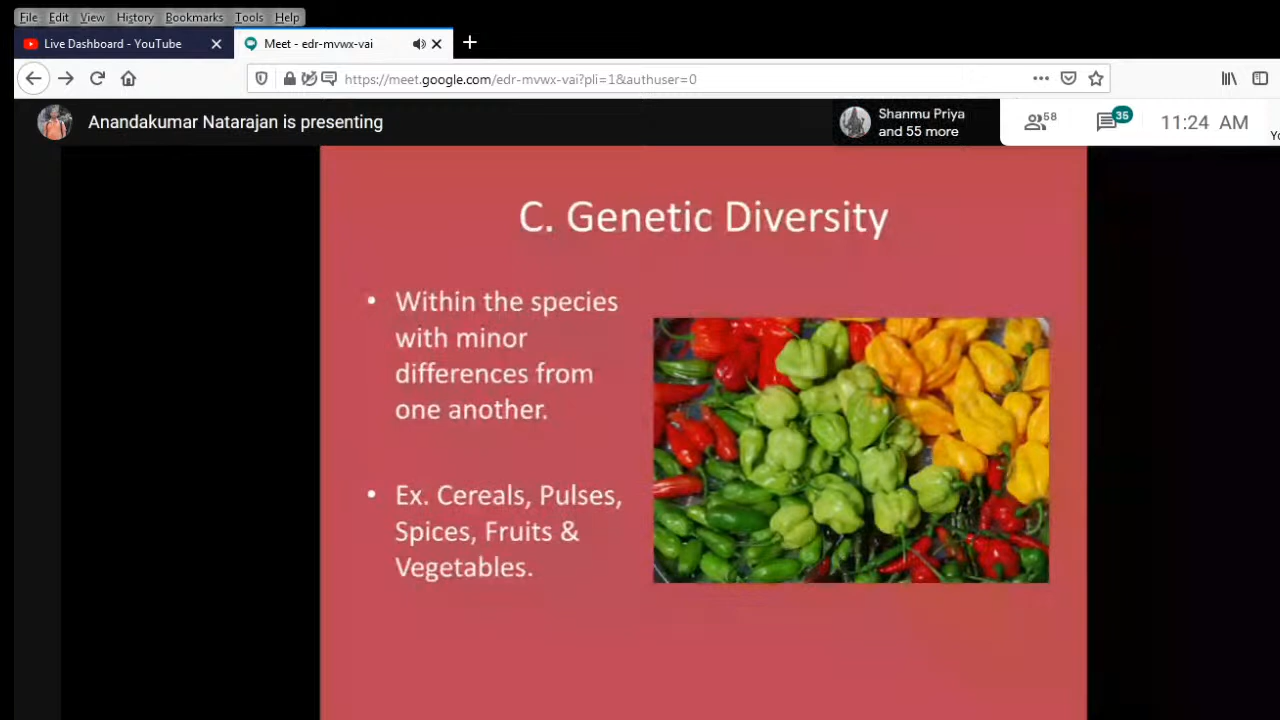 File Edit View History Bookmarks Tools Help
Live Dashboard - YouTube
Meet - edr-mvwx-vai
https://meet.google.com/edr-mvwx-vai?pli=1&authuser=0
Anandakumar Natarajan is presenting
Shanmu Priya
and 55 more
58
35
11:24 AM
C. Genetic Diversity
• Within the species
with minor
differences from
one another.
• Ex. Cereals, Pulses,
Spices, Fruits &
Vegetables.